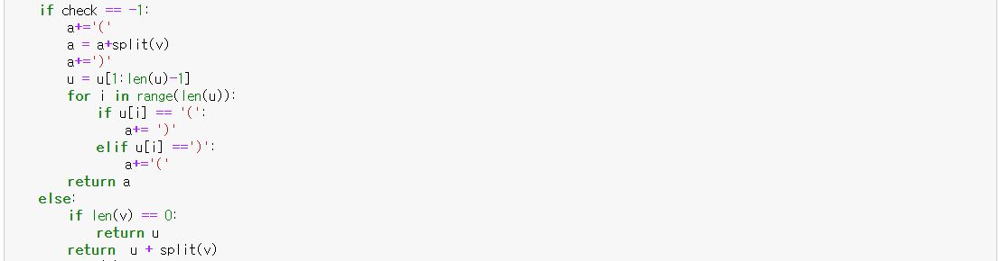 if check == -1:
a+='('
a = a+split(v)
a+=')'
u = u[1:len(u)-1]
for i in range(len(u)):
if u[i] == '(':
a+= ')'
elif u[i] ==')':
a+='('
return a
else:
if len(v) == 0:
return u
return  u + split(v)